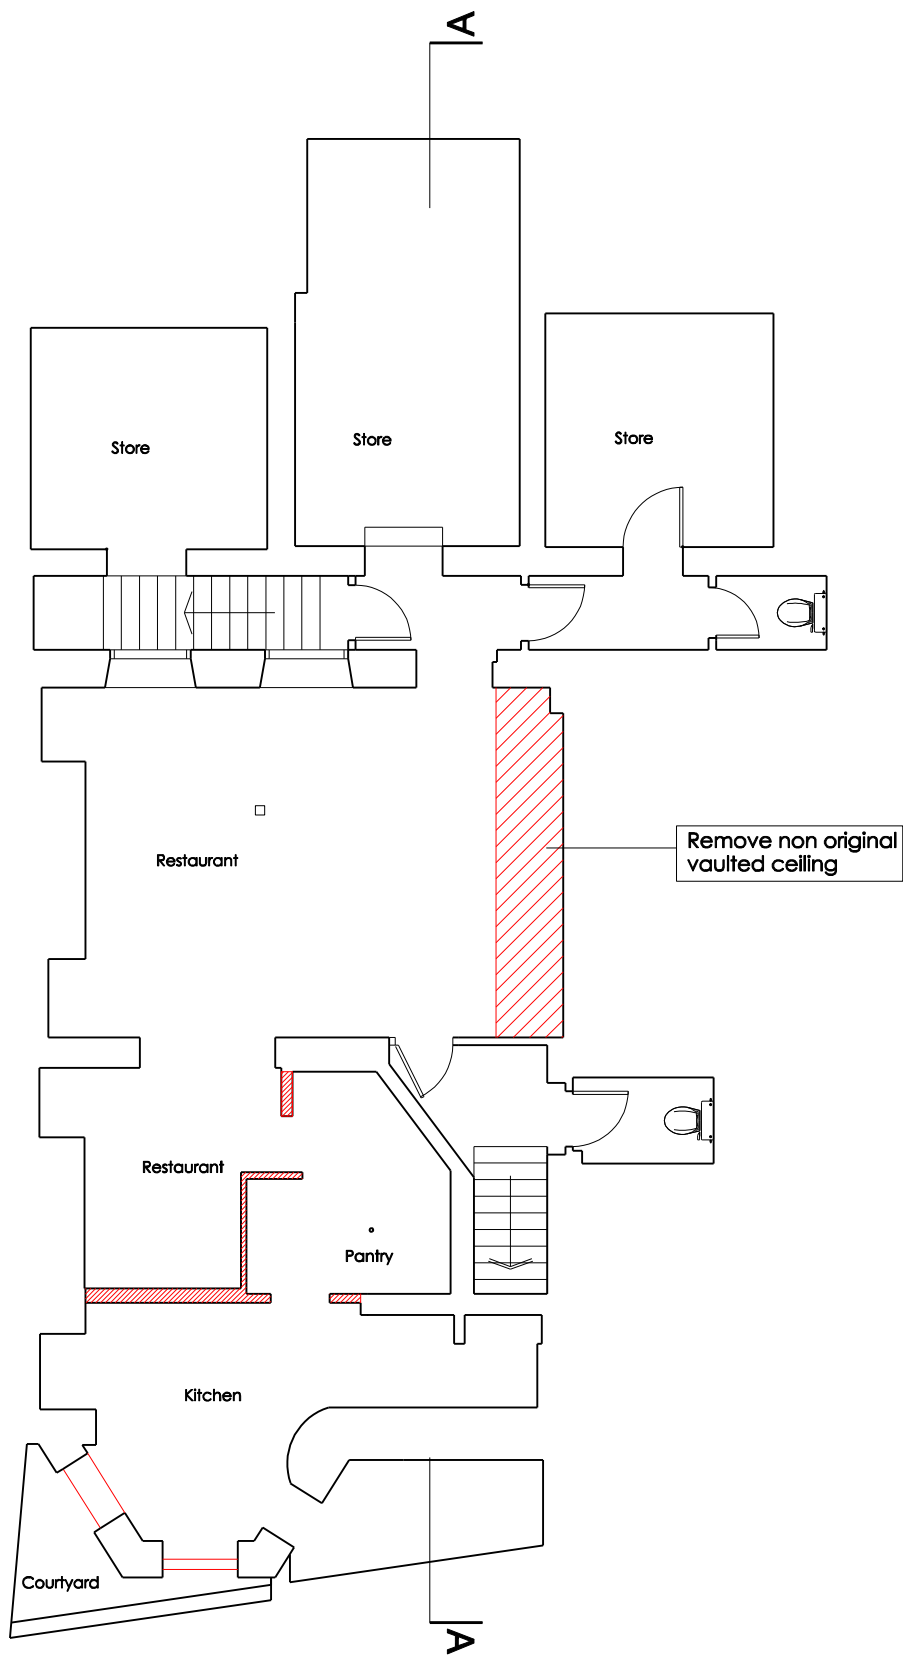 A
Store
Store
Store
Remove non original
vaulted ceiling
Restaurant
Restaurant
Pantry
Kitchen
Courtyard
A